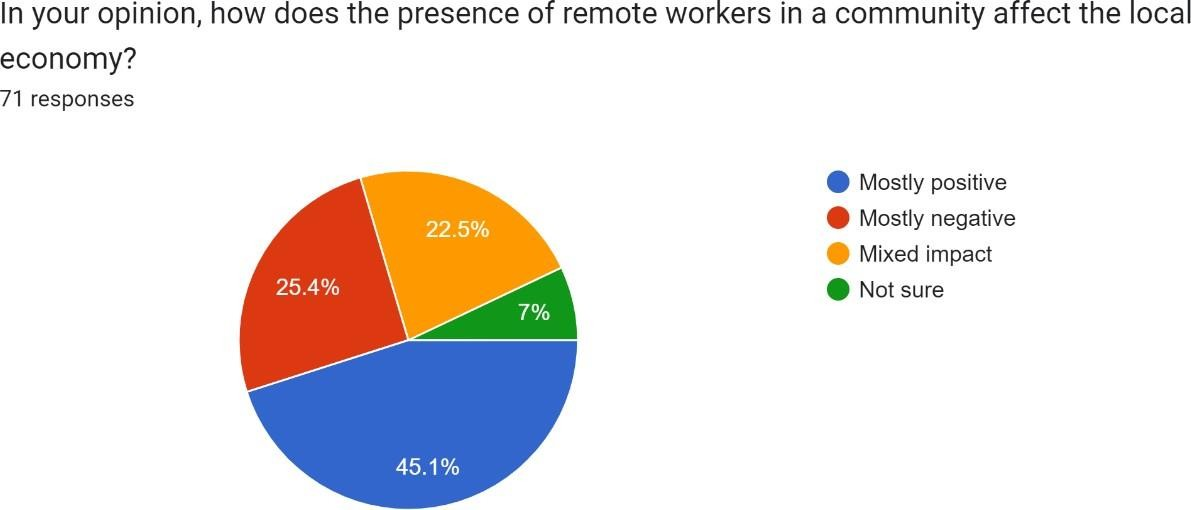 In your opinion, how does the presence of remote workers in a community affect the local
economy?
71 responses
Mostly positive
Mostly negative
Mixed impact
Not sure
22.5%
25.4%
7%
45.1%